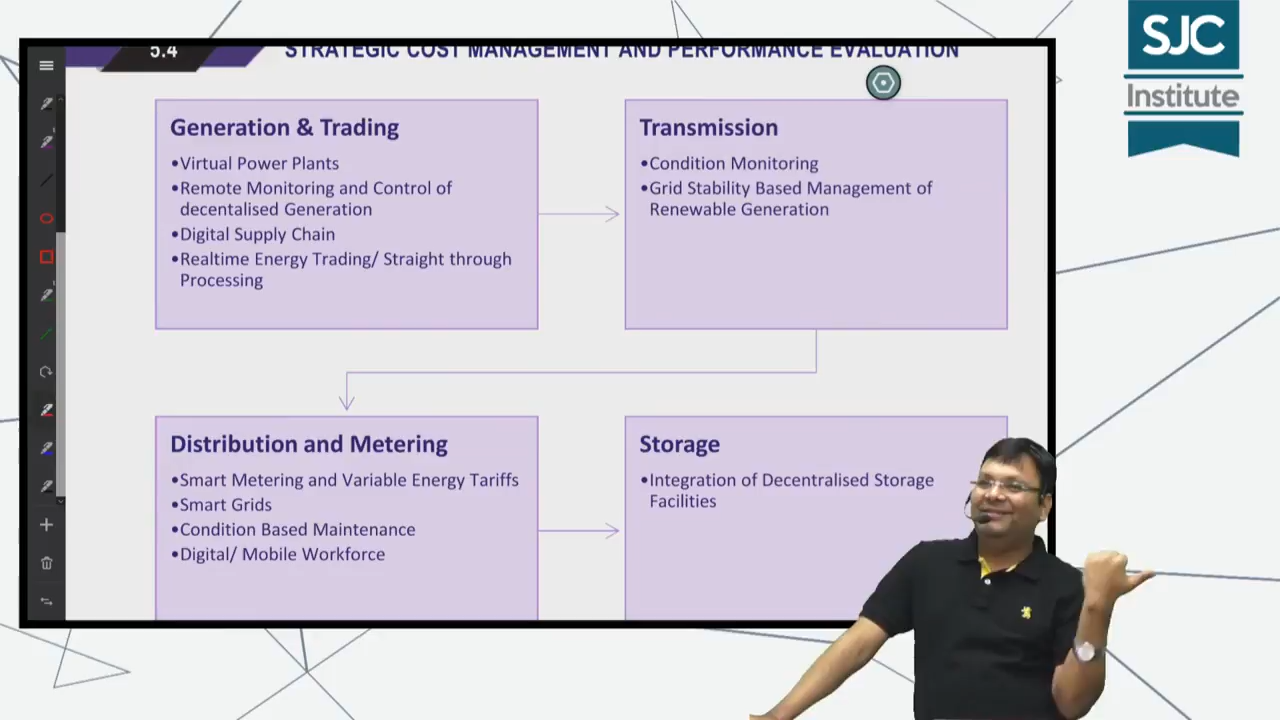 5.4
STRATEGIC COST MANAGEMENT AND PERFORMANCE EVALUATION
SJC
Institute
Generation & Trading
•Virtual Power Plants
•Remote Monitoring and Control of
decentalised Generation
•Digital Supply Chain
•Realtime Energy Trading/ Straight through
Processing
Transmission
•Condition Monitoring
•Grid Stability Based Management of
Renewable Generation
Distribution and Metering
•Smart Metering and Variable Energy Tariffs
•Smart Grids
•Condition Based Maintenance
•Digital/ Mobile Workforce
Storage
•Integration of Decentralised Storage
Facilities